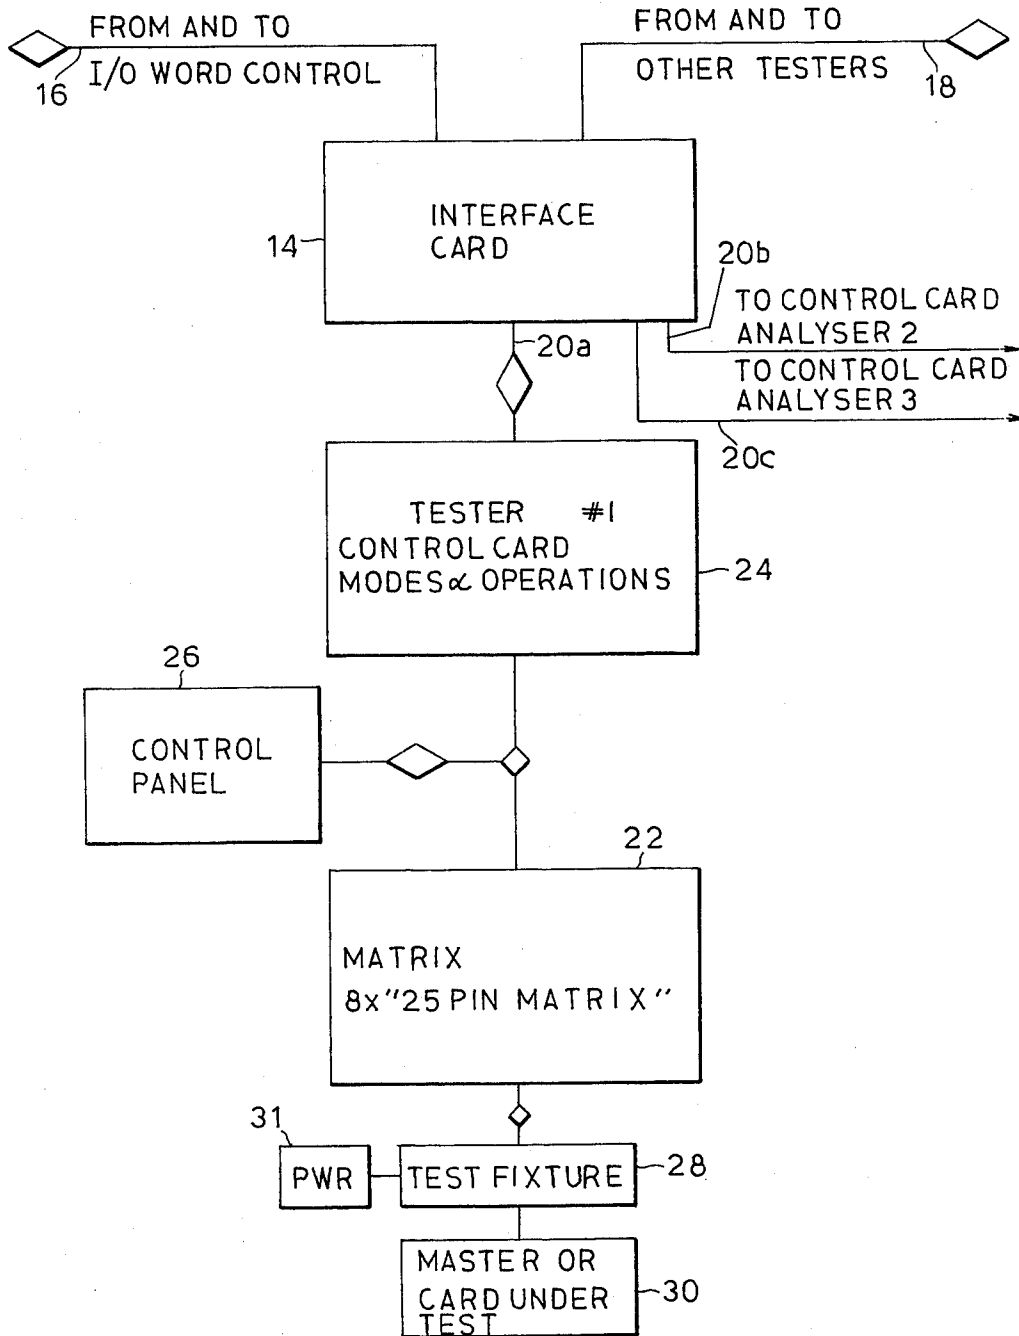 FROM AND TO
I/O WORD CONTROL
16
FROM AND TO
OTHER TESTERS
18
INTERFACE
CARD
14
20b
TO CONTROL CARD
ANALYSER 2
20a
TO CONTROL CARD
ANALYSER 3
20c
TESTER #1
CONTROL CARD
MODES ∝ OPERATIONS
24
26
CONTROL
PANEL
22
MATRIX
8x"25 PIN MATRIX"
31
PWR
TEST FIXTURE
28
MASTER OR
CARD UNDER
TEST
30